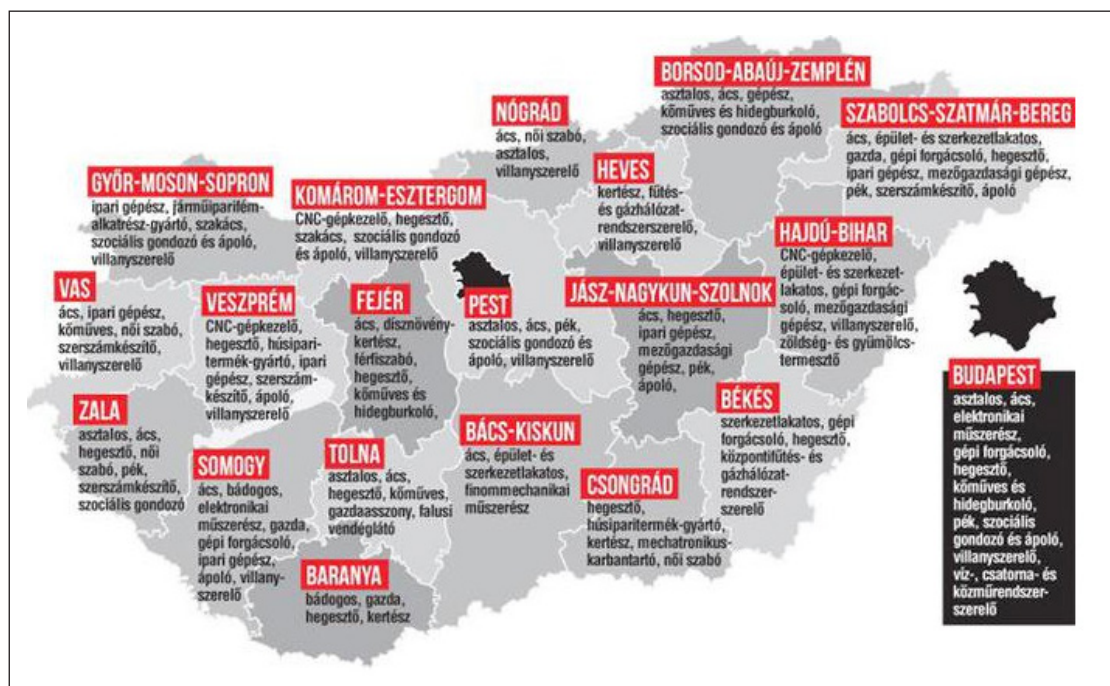 BORSOD-ABAÚJ-ZEMPLÉN
asztalos, ács, gépész,
kőműves és hidegburkoló,
szociális gondozó és ápoló
NÓGRÁD
ács, női szabó,
asztalos,
villanyszerelő
SZABOLCS-SZATMÁR-BEREG
ács, épület- és szerkezetlakatos,
gazda, gépi forgácsoló, hegesztő,
ipari gépész, mezőgazdasági gépész,
pék, szerszámkészítő, ápoló
HEVES
kertész, fűtés-
és gázhálózat-
rendszerszerelő,
villanyszerelő
GYŐR-MOSON-SOPRON
ipari gépész, járműiparifém-
alkatrész-gyártó, szakács,
szociális gondozó és ápoló,
villanyszerelő
KOMÁROM-ESZTERGOM
CNC-gépkezelő, hegesztő,
szakács, szociális gondozó
és ápoló, villanyszerelő
HAJDÚ-BIHAR
CNC-gépkezelő,
épület- és szerkezet-
lakatos, gépi forgác-
soló, mezőgazdasági
gépész, villanyszerelő,
zöldség- és gyümölcs-
termesztő
VAS
ács, ipari gépész,
kőműves, női szabó,
szerszámkészítő,
villanyszerelő
VESZPRÉM
CNC-gépkezelő,
hegesztő, húsipari-
termék-gyártó, ipari
gépész, szerszám-
készítő, ápoló,
villanyszerelő
FEJÉR
ács, dísznövény-
kertész,
férfiszabó,
hegesztő,
kőműves és
hidegburkoló,
PEST
asztalos, ács, pék,
szociális gondozó és
ápoló, villanyszerelő
JÁSZ-NAGYKUN-SZOLNOK
ács, hegesztő,
ipari gépész,
mezőgazdasági
gépész, pék,
ápoló,
BUDAPEST
asztalos, ács,
elektronikai
műszerész,
gépi forgácsoló,
hegesztő,
kőműves és
hidegburkoló,
pék, szociális
gondozó és ápoló,
villanyszerelő,
víz-, csatorna- és
közműrendszer-
szerelő
ZALA
asztalos, ács,
hegesztő, női
szabó, pék,
szerszámkészítő,
szociális gondozó
SOMOGY
ács, bádogos,
elektronikai
műszerész, gazda,
gépi forgácsoló,
ipari gépész,
ápoló, villany-
szerelő
TOLNA
asztalos, ács,
hegesztő, kőműves,
gazdaasszony, falusi
vendéglátó
BÁCS-KISKUN
ács, épület- és
szerkezetlakatos,
finommechanikai
műszerész
BÉKÉS
szerkezetlakatos, gépi
forgácsoló, hegesztő,
központifűtés- és
gázhálózat-
rendszer-
szerelő
CSONGRÁD
hegesztő,
húsiparitermék-gyártó,
kertész, mechatronikus-
karbantartó, női szabó
BARANYA
bádogos, gazda,
hegesztő, kertész